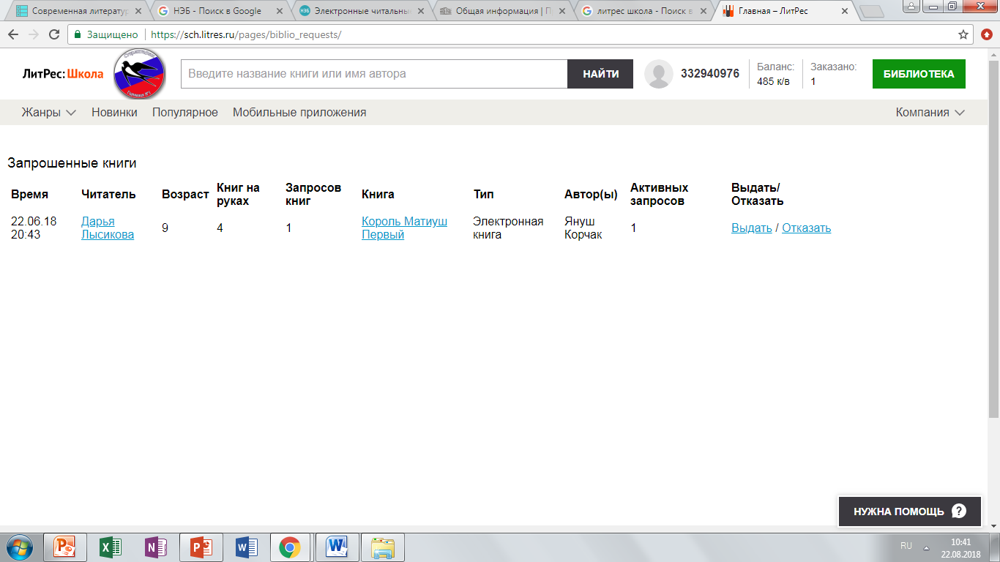 Современная литератур
НЭБ - Поиск в Google
Электронные читальны
Общая информация | П
литрес школа - Поиск в
Главная – ЛитРес
Защищено
https://sch.litres.ru/pages/biblio_requests/
ЛитРес: Школа
Введите название книги или имя автора
НАЙТИ
332940976
Баланс:
485 к/в
Заказано:
1
БИБЛИОТЕКА
Жанры
Новинки
Популярное
Мобильные приложения
Компания
Запрошенные книги
Время
Читатель
Возраст
Книг на
руках
Запросов
книг
Книга
Тип
Автор(ы)
Активных
запросов
Выдать/
Отказать
22.06.18
20:43
Дарья
Лысикова
9
4
1
Король Матиуш
Первый
Электронная
книга
Януш
Корчак
1
Выдать / Отказать
НУЖНА ПОМОЩЬ ?
RU
10:41
22.08.2018